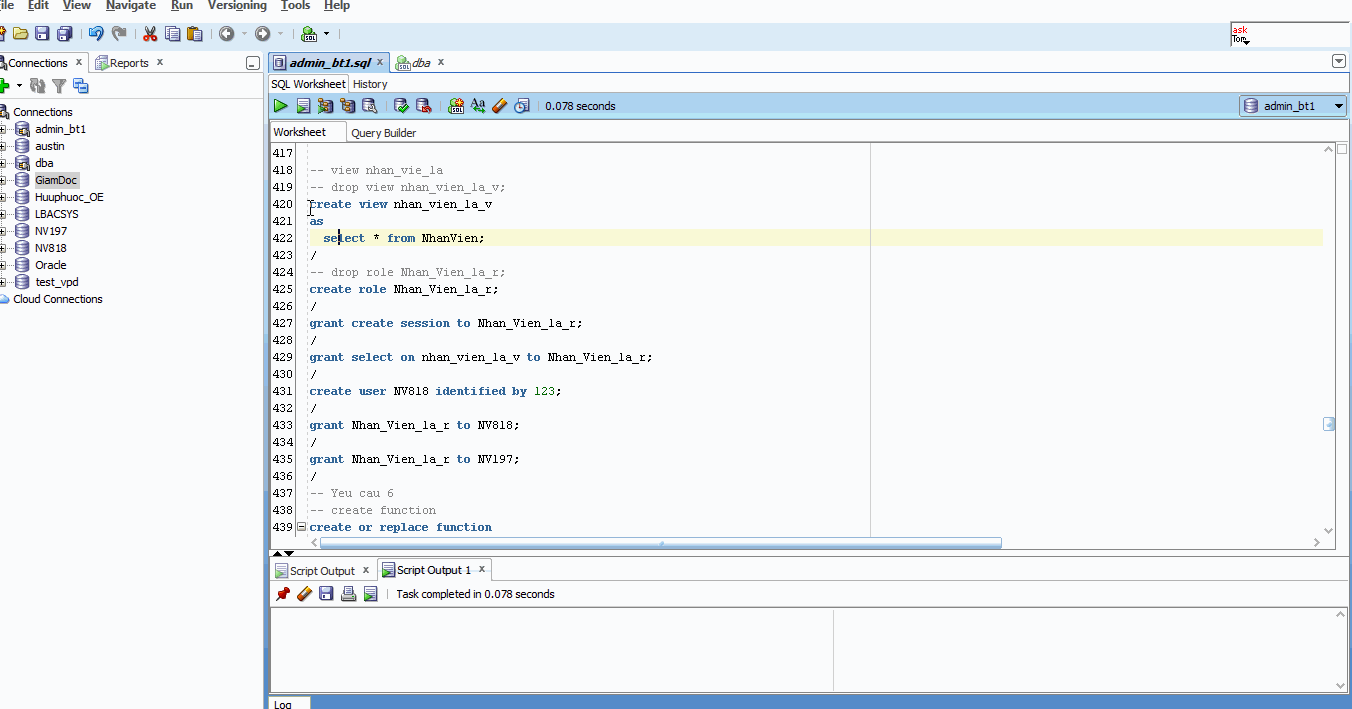 ile Edit View Navigate Run Versioning Tools Help
ask
Tom
Connections x Reports x
admin_bt1.sql x dba x
SQL Worksheet History
0.078 seconds
admin_bt1
Worksheet Query Builder
Connections
admin_bt1
austin
dba
GiamDoc
Huuphuoc_OE
LBACSYS
NV197
NV818
Oracle
test_vpd
Cloud Connections
417
418 -- view nhan_vie_la
419 -- drop view nhan_vien_la_v;
420 create view nhan_vien_la_v
421 as
422 select * from NhanVien;
423 /
424 -- drop role Nhan_Vien_la_r;
425 create role Nhan_Vien_la_r;
426 /
427 grant create session to Nhan_Vien_la_r;
428 /
429 grant select on nhan_vien_la_v to Nhan_Vien_la_r;
430 /
431 create user NV818 identified by 123;
432 /
433 grant Nhan_Vien_la_r to NV818;
434 /
435 grant Nhan_Vien_la_r to NV197;
436 /
437 -- Yeu cau 6
438 -- create function
439 create or replace function
Script Output x Script Output 1 x
Task completed in 0.078 seconds
Log